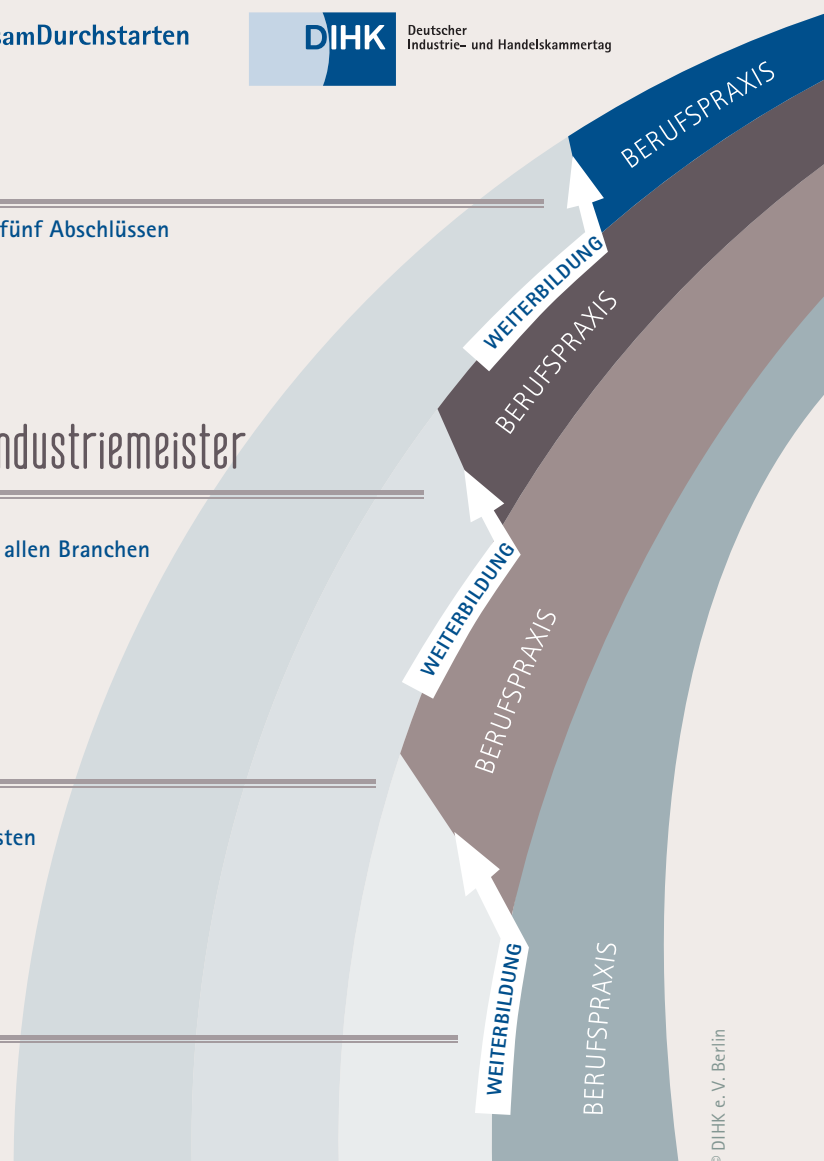 samDurchstarten
DIHK
Deutscher
Industrie- und Handelskammertag
BERUFSPRAXIS
fünf Abschlüssen
WEITERBILDUNG
BERUFSPRAXIS
ndustriemeister
allen Branchen
WEITERBILDUNG
BERUFSPRAXIS
sten
WEITERBILDUNG
BERUFSPRAXIS
© DIHK e. V. Berlin